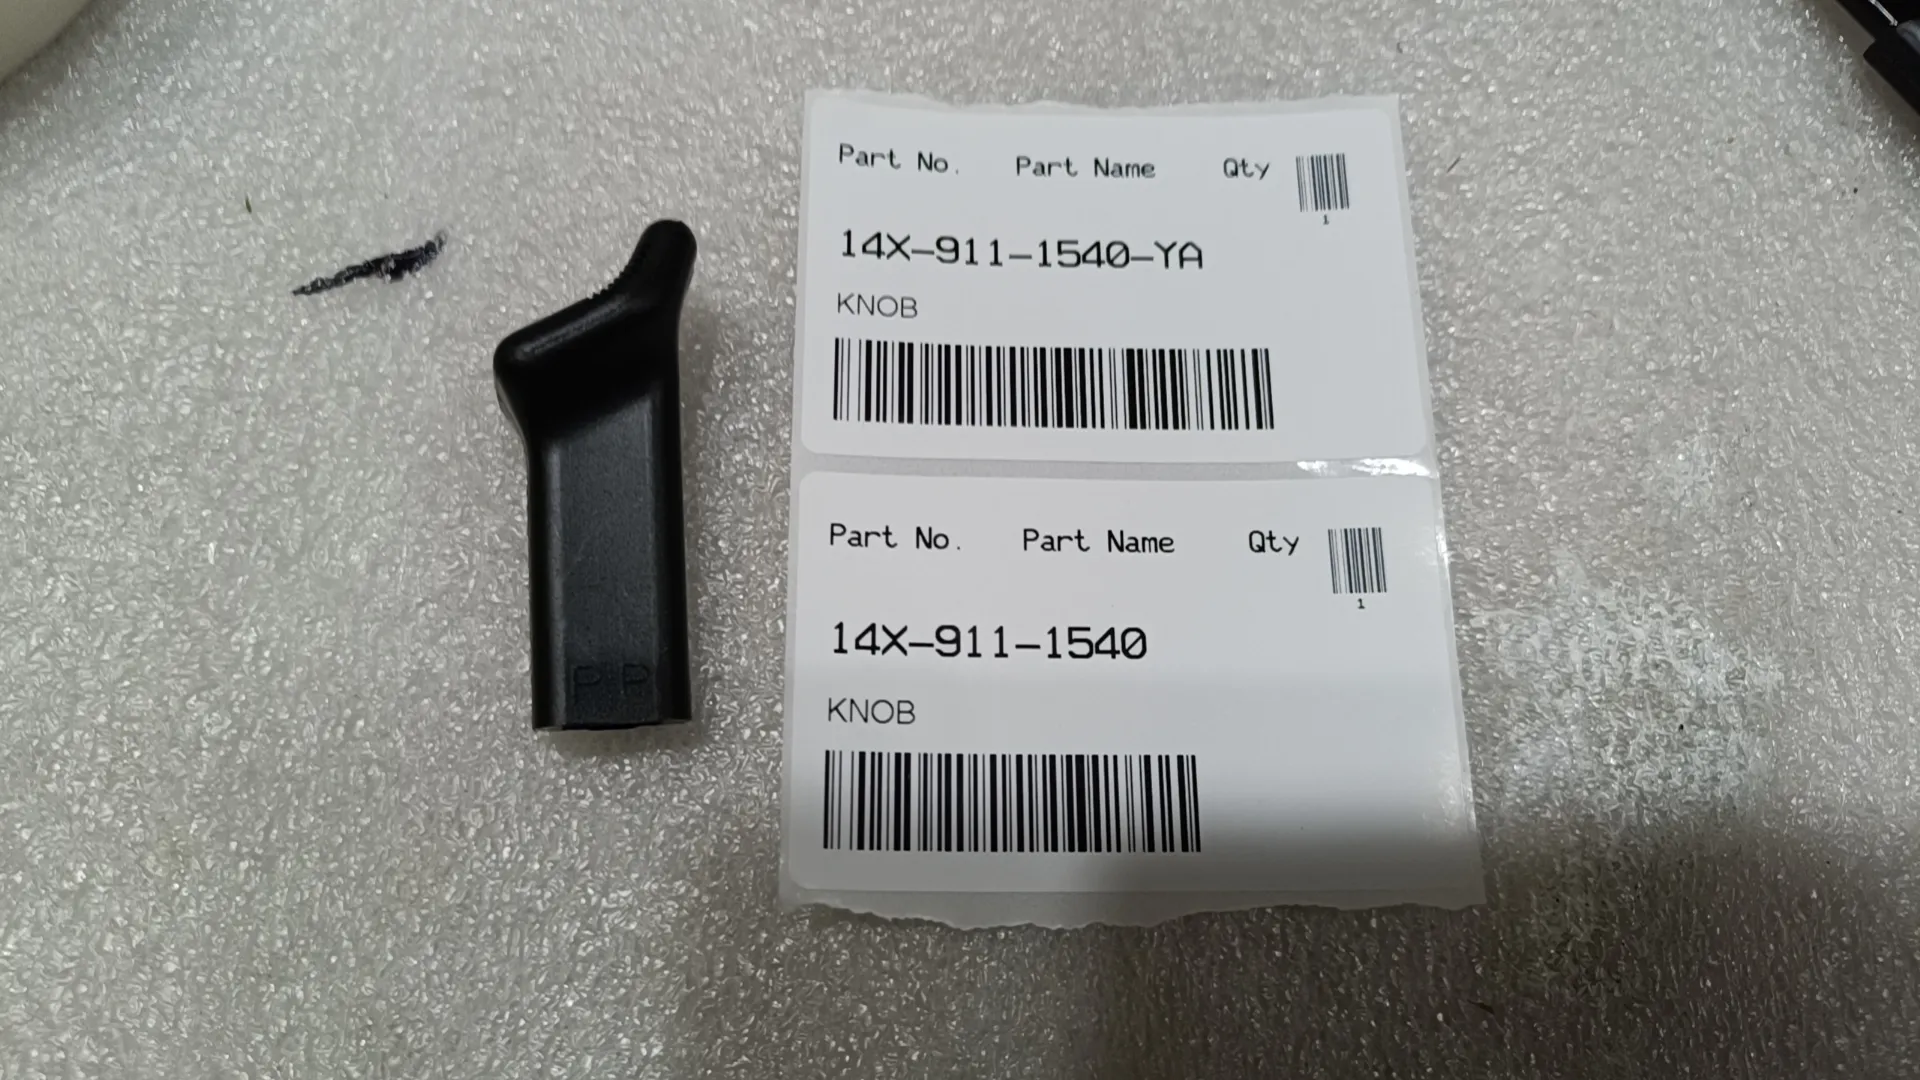 Part No. Part Name Qty
1
14X-911-1540-YA
KNOB
Part No. Part Name Qty
1
14X-911-1540
KNOB
PP